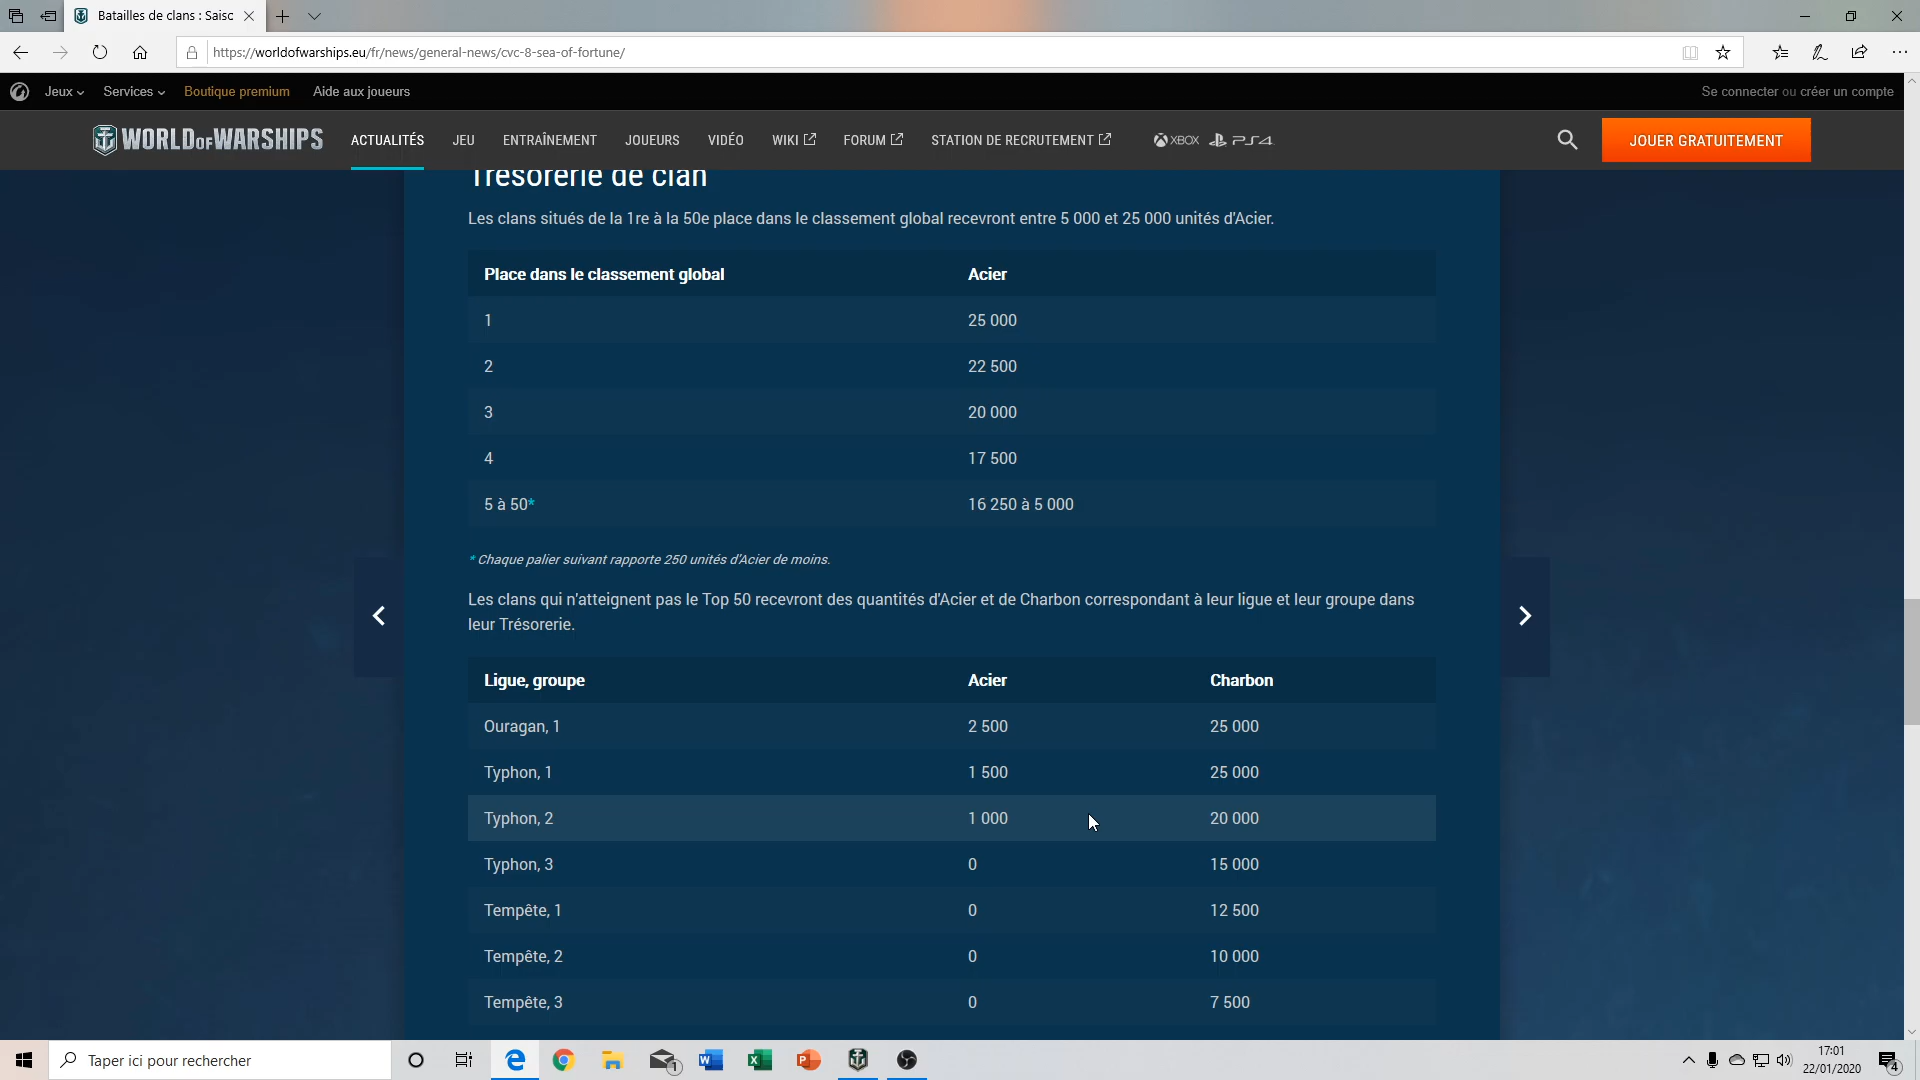 Batailles de clans : Saisc
https://worldofwarships.eu/fr/news/general-news/cvc-8-sea-of-fortune/
Jeux Services Boutique premium Aide aux joueurs Se connecter ou créer un compte
WORLD OF WARSHIPS ACTUALITÉS JEU ENTRAÎNEMENT JOUEURS VIDÉO WIKI FORUM STATION DE RECRUTEMENT XBOX PS4 JOUER GRATUITEMENT
Trésorerie de clan
Les clans situés de la 1re à la 50e place dans le classement global recevront entre 5 000 et 25 000 unités d'Acier.
Place dans le classement global Acier
1 25 000
2 22 500
3 20 000
4 17 500
5 à 50* 16 250 à 5 000
* Chaque palier suivant rapporte 250 unités d'Acier de moins.
Les clans qui n'atteignent pas le Top 50 recevront des quantités d'Acier et de Charbon correspondant à leur ligue et leur groupe dans
leur Trésorerie.
Ligue, groupe Acier Charbon
Ouragan, 1 2 500 25 000
Typhon, 1 1 500 25 000
Typhon, 2 1 000 20 000
Typhon, 3 0 15 000
Tempête, 1 0 12 500
Tempête, 2 0 10 000
Tempête, 3 0 7 500
Taper ici pour rechercher 1 17:01
22/01/2020 4